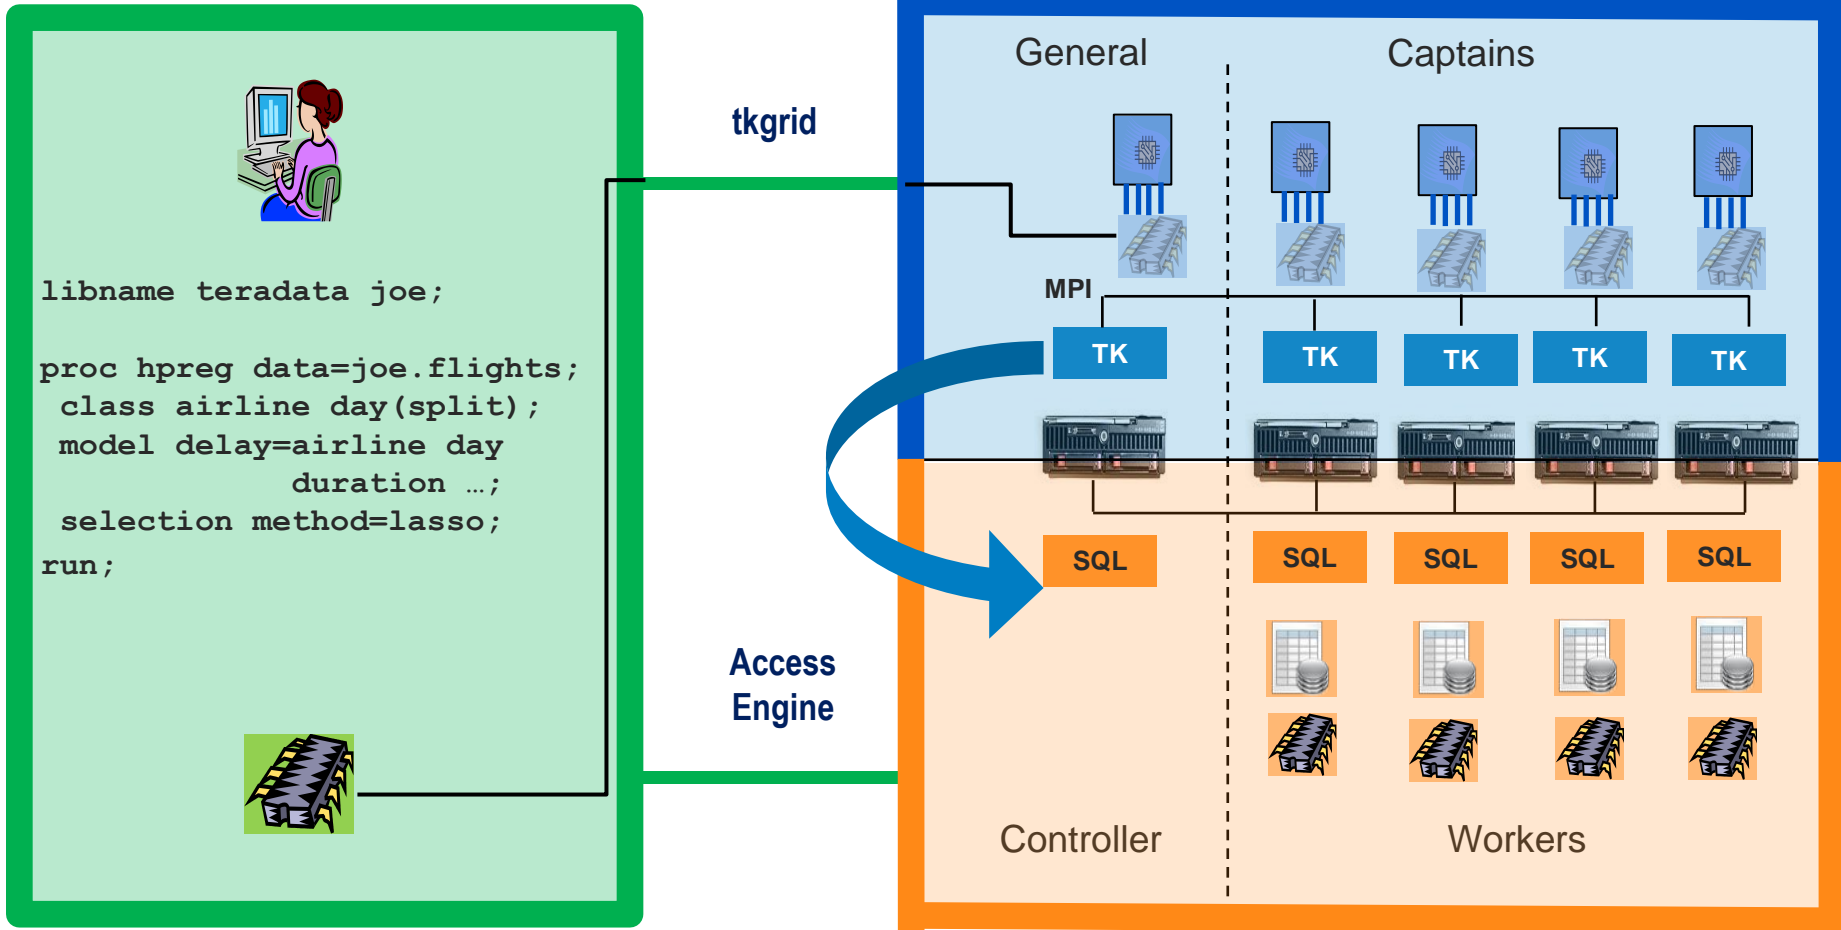 libname teradata joe;
proc hpreg data=joe.flights;
class airline day(split);
model delay=airline day
duration …;
selection method=lasso;
run;
tkgrid
Access
Engine
General
Captains
MPI
TK
TK
TK
TK
TK
SQL
SQL
SQL
SQL
SQL
Controller
Workers